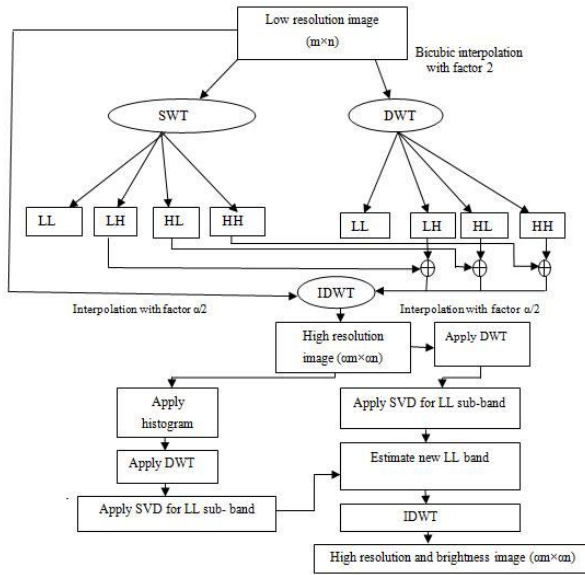 Low resolution image
(m×n)
Bicubic interpolation
with factor 2
SWT
DWT
LL
LH
HL
HH
LL
LH
HL
HH
IDWT
Interpolation with factor α/2
Interpolation with factor α/2
High resolution
image (αm×αn)
Apply DWT
Apply
histogram
Apply SVD for LL sub-band
Apply DWT
Estimate new LL band
Apply SVD for LL sub- band
IDWT
High resolution and brightness image (αm×αn)